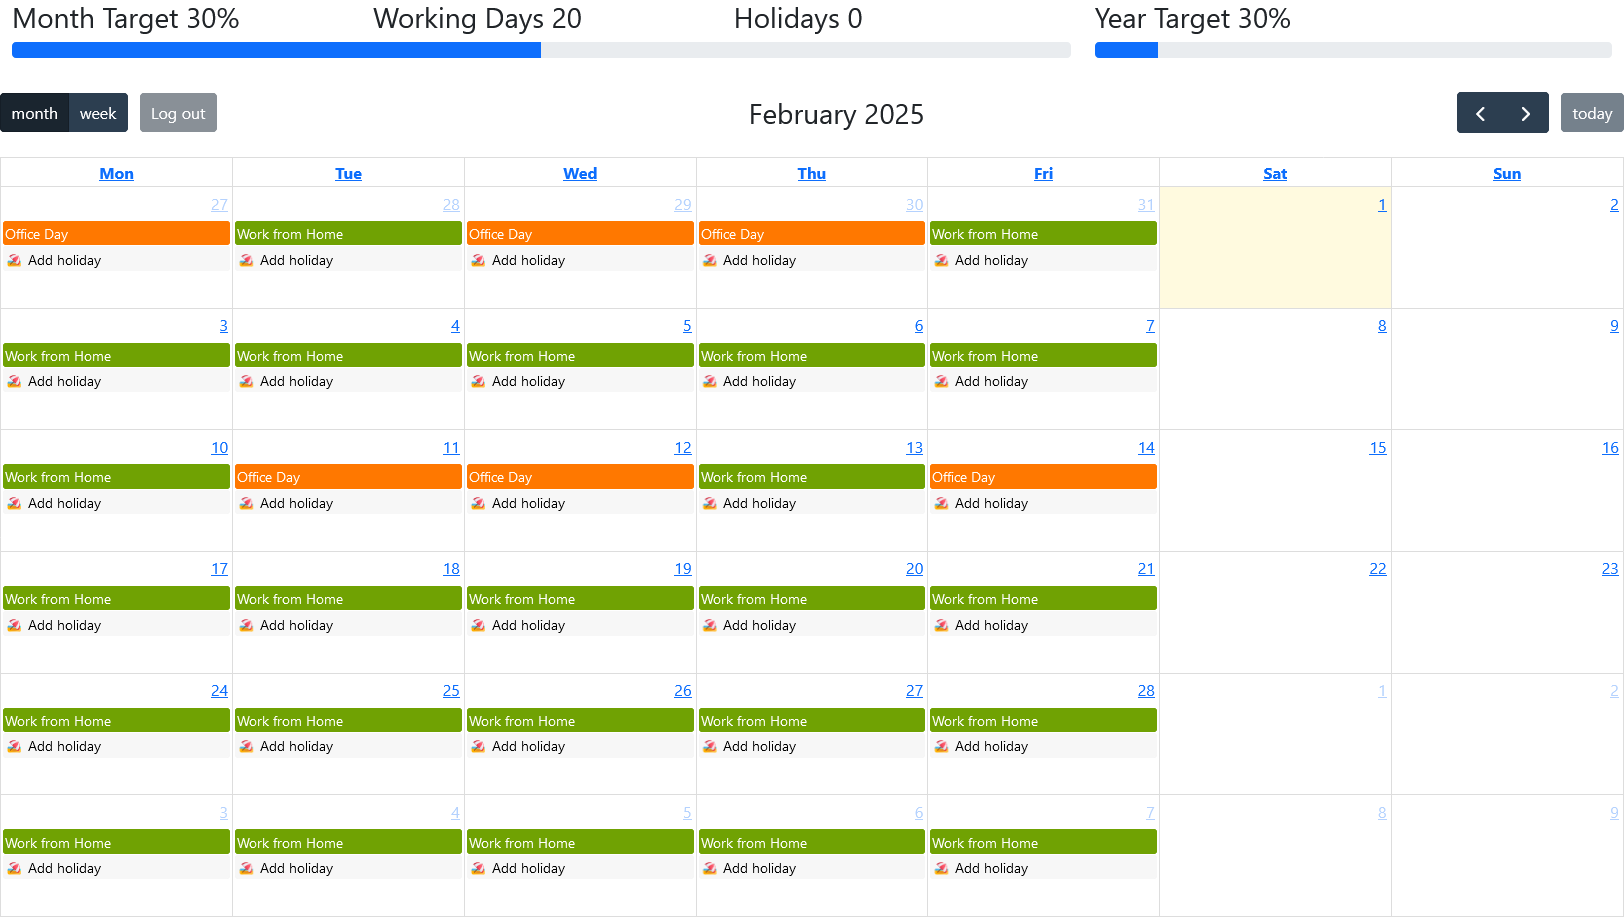 Month Target 30% Working Days 20 Holidays 0 Year Target 30%
month week Log out February 2025 today
Mon Tue Wed Thu Fri Sat Sun
27 28 29 30 31 1 2
Office Day Work from Home Office Day Office Day Work from Home
Add holiday Add holiday Add holiday Add holiday Add holiday
3 4 5 6 7 8 9
Work from Home Work from Home Work from Home Work from Home Work from Home
Add holiday Add holiday Add holiday Add holiday Add holiday
10 11 12 13 14 15 16
Work from Home Office Day Office Day Work from Home Office Day
Add holiday Add holiday Add holiday Add holiday Add holiday
17 18 19 20 21 22 23
Work from Home Work from Home Work from Home Work from Home Work from Home
Add holiday Add holiday Add holiday Add holiday Add holiday
24 25 26 27 28 1 2
Work from Home Work from Home Work from Home Work from Home Work from Home
Add holiday Add holiday Add holiday Add holiday Add holiday
3 4 5 6 7 8 9
Work from Home Work from Home Work from Home Work from Home Work from Home
Add holiday Add holiday Add holiday Add holiday Add holiday